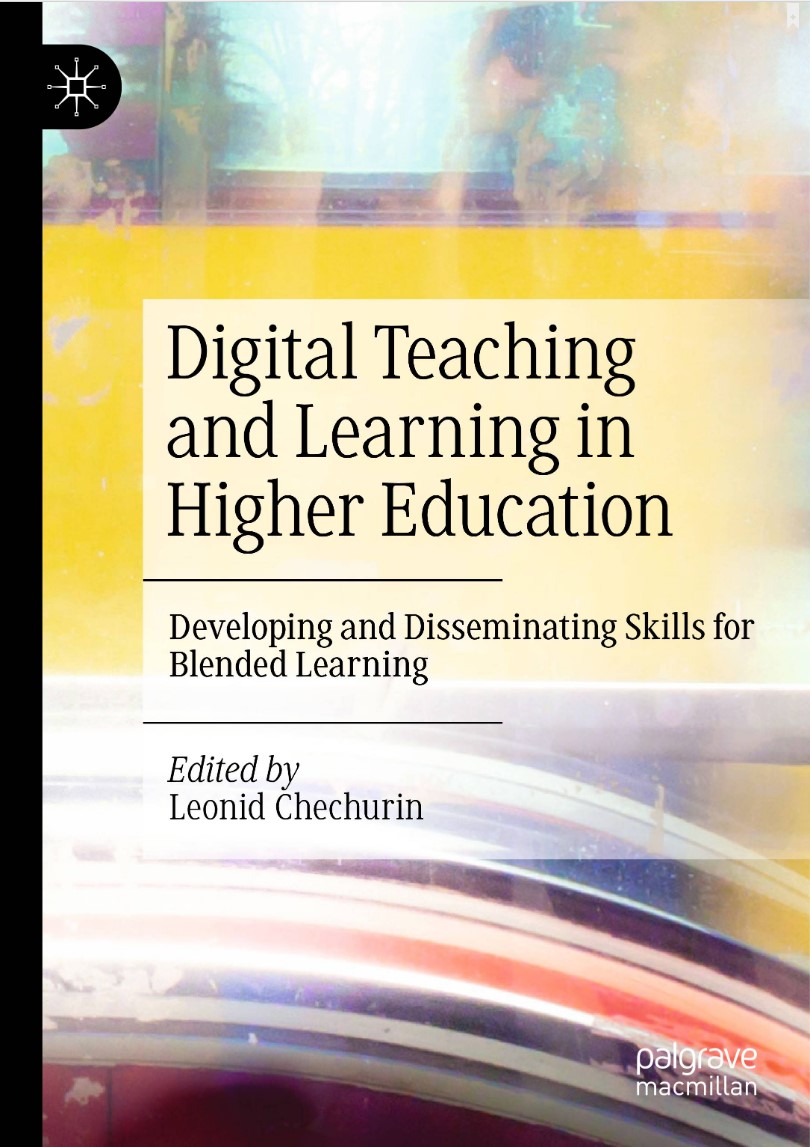 Digital Teaching
and Learning in
Higher Education
Developing and Disseminating Skills for
Blended Learning
Edited by
Leonid Chechurin
palgrave
macmillan